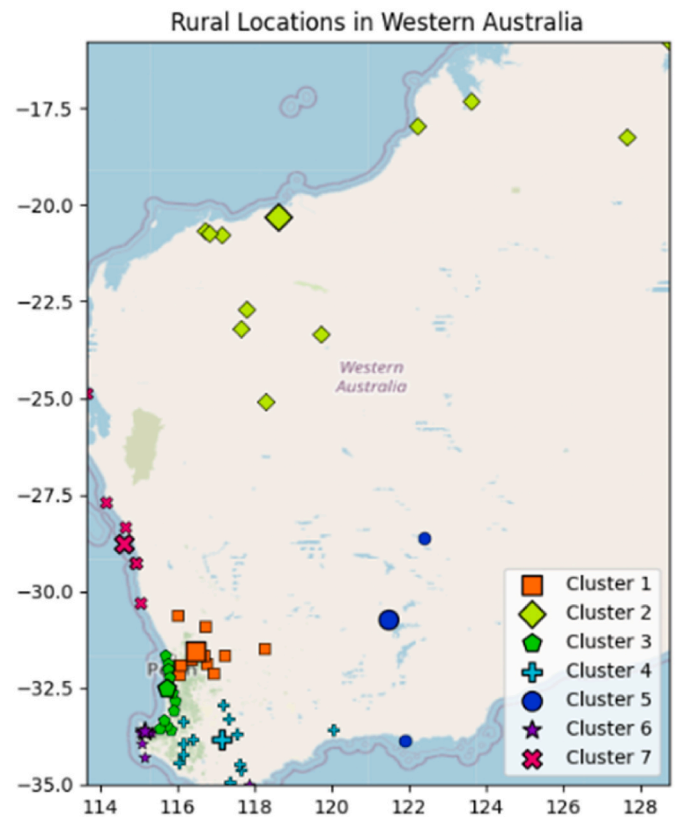 Rural Locations in Western Australia
−17.5
−20.0
−22.5
Western
Australia
−25.0
−27.5
−30.0
Cluster 1
Cluster 2
Cluster 3
Cluster 4
Cluster 5
Cluster 6
Cluster 7
−32.5
−35.0
114 116 118 120 122 124 126 128